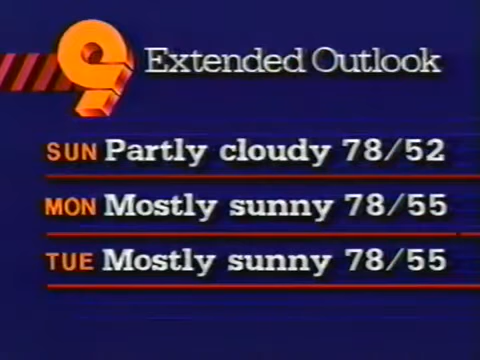 9 Extended Outlook
SUN Partly cloudy 78/52
MON Mostly sunny 78/55
TUE Mostly sunny 78/55